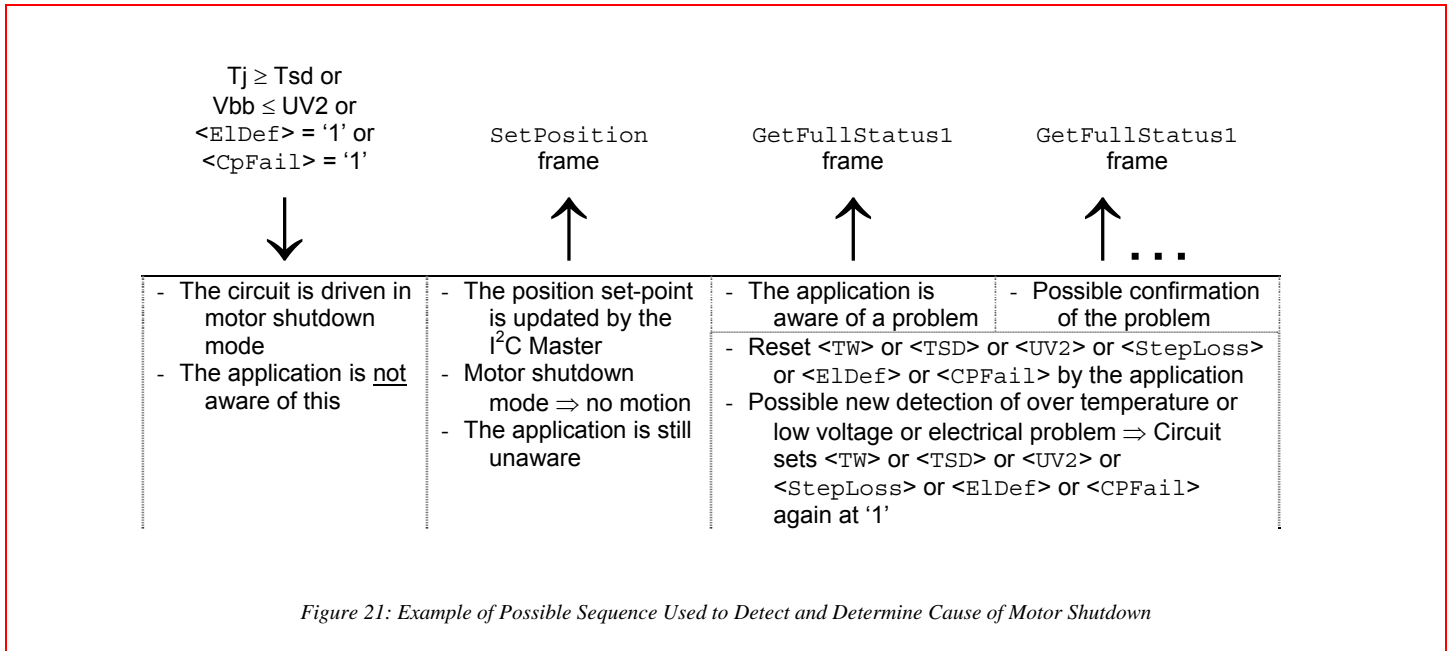 Tj ≥ Tsd or
Vbb ≤ UV2 or
<ElDef> = ‘1’ or
<CpFail> = ‘1’
SetPosition
frame
GetFullStatus1
frame
GetFullStatus1
frame
...
- The circuit is driven in
motor shutdown
mode
- The application is not
aware of this
- The position set-point
is updated by the
I²C Master
- Motor shutdown
mode ⇒ no motion
- The application is still
unaware
- The application is
aware of a problem
- Possible confirmation
of the problem
- Reset <TW> or <TSD> or <UV2> or <StepLoss>
or <ElDef> or <CPFail> by the application
- Possible new detection of over temperature or
low voltage or electrical problem ⇒ Circuit
sets <TW> or <TSD> or <UV2> or
<StepLoss> or <ElDef> or <CPFail>
again at ‘1’
Figure 21: Example of Possible Sequence Used to Detect and Determine Cause of Motor Shutdown